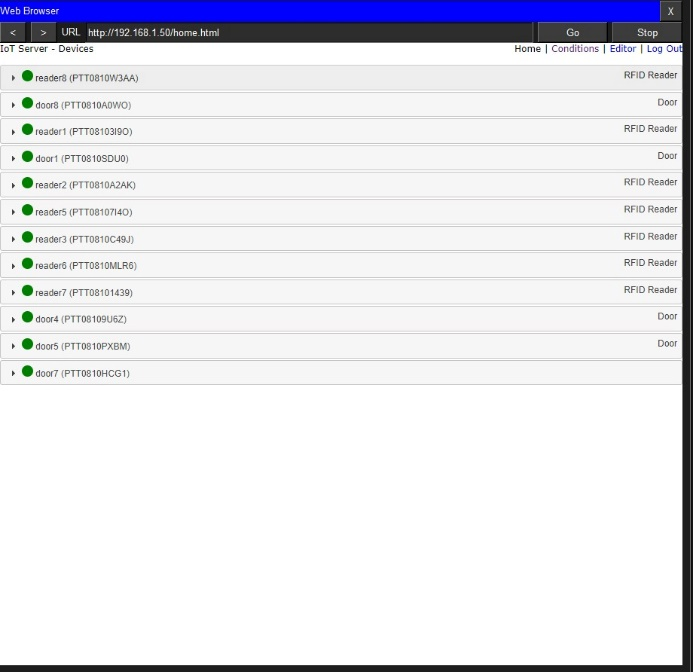 Web Browser X
< > URL http://192.168.1.50/home.html Go Stop
IoT Server - Devices Home | Conditions | Editor | Log Out
reader8 (PTT0810W3AA) RFID Reader
door8 (PTT0810A0WO) Door
reader1 (PTT08103I9O) RFID Reader
door1 (PTT0810SDU0) Door
reader2 (PTT0810A2AK) RFID Reader
reader5 (PTT08107I4O) RFID Reader
reader3 (PTT0810C49J) RFID Reader
reader6 (PTT0810MLR6) RFID Reader
reader7 (PTT08101439) RFID Reader
door4 (PTT08109U6Z) Door
door5 (PTT0810PXBM) Door
door7 (PTT0810HCG1)